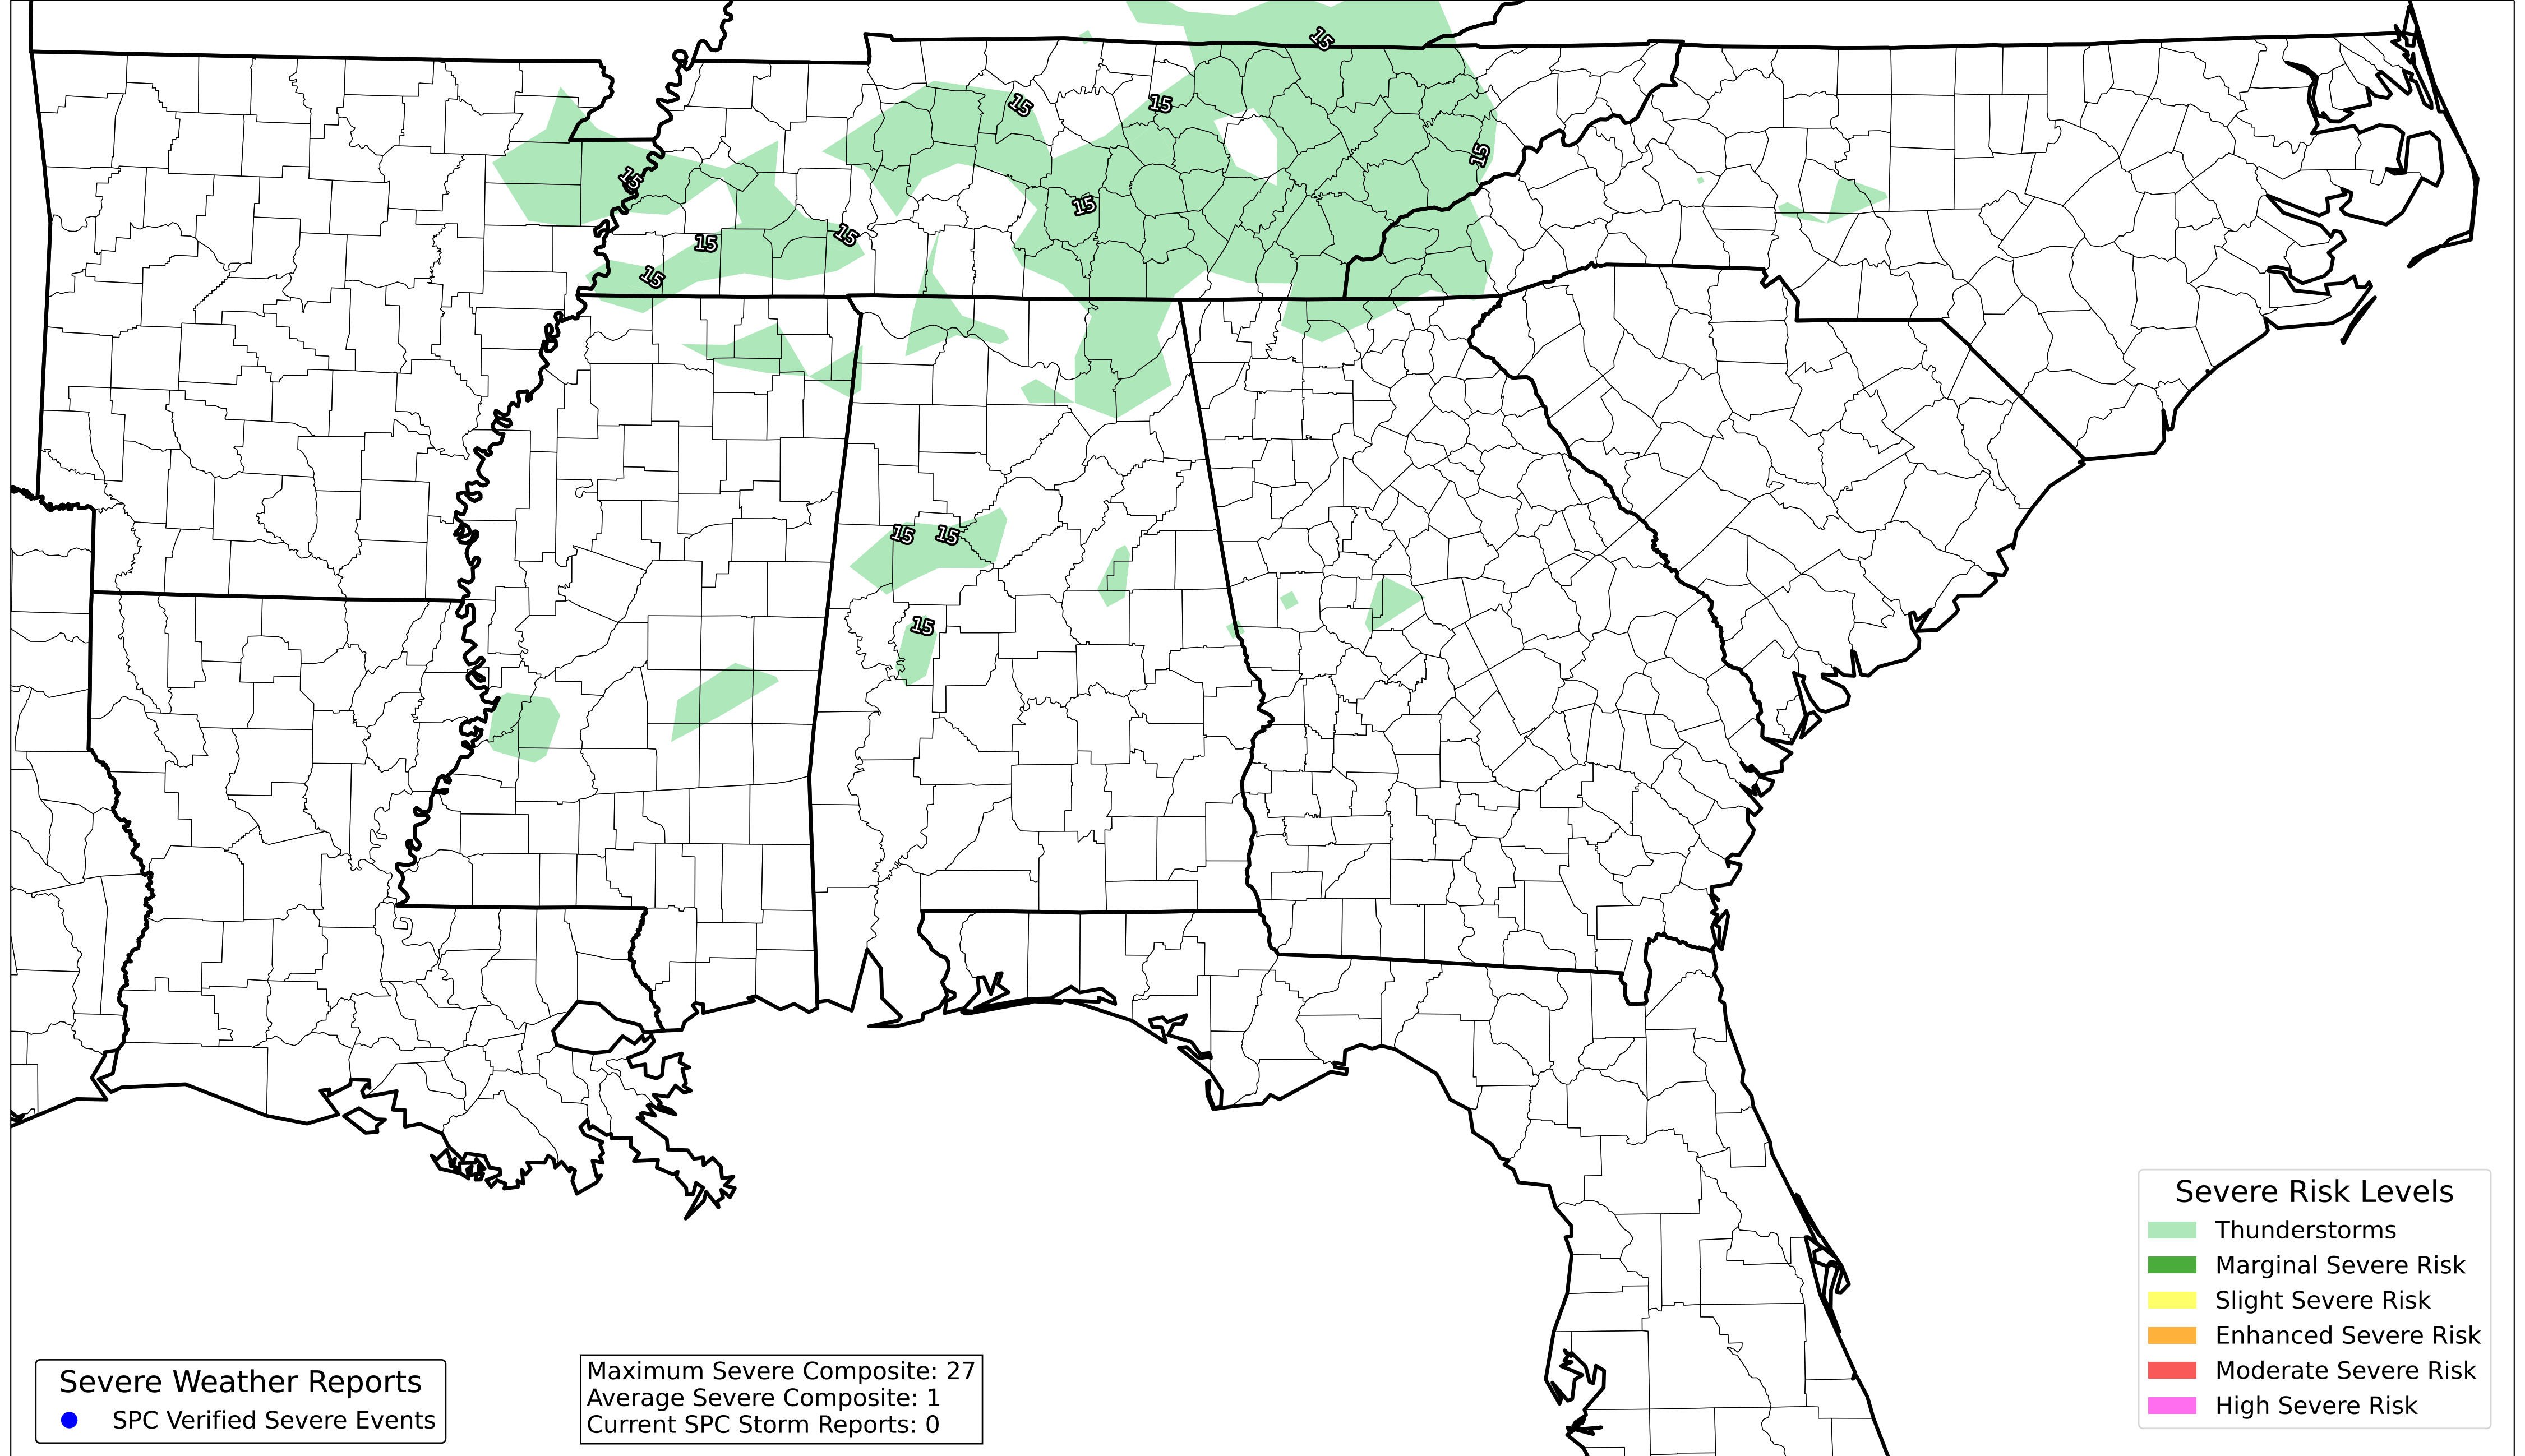 15
15
15
15
15
15
15
15
15
15
15
15
Severe Risk Levels
Thunderstorms
Marginal Severe Risk
Slight Severe Risk
Enhanced Severe Risk
Moderate Severe Risk
High Severe Risk
Severe Weather Reports
SPC Verified Severe Events
Maximum Severe Composite: 27
Average Severe Composite: 1
Current SPC Storm Reports: 0